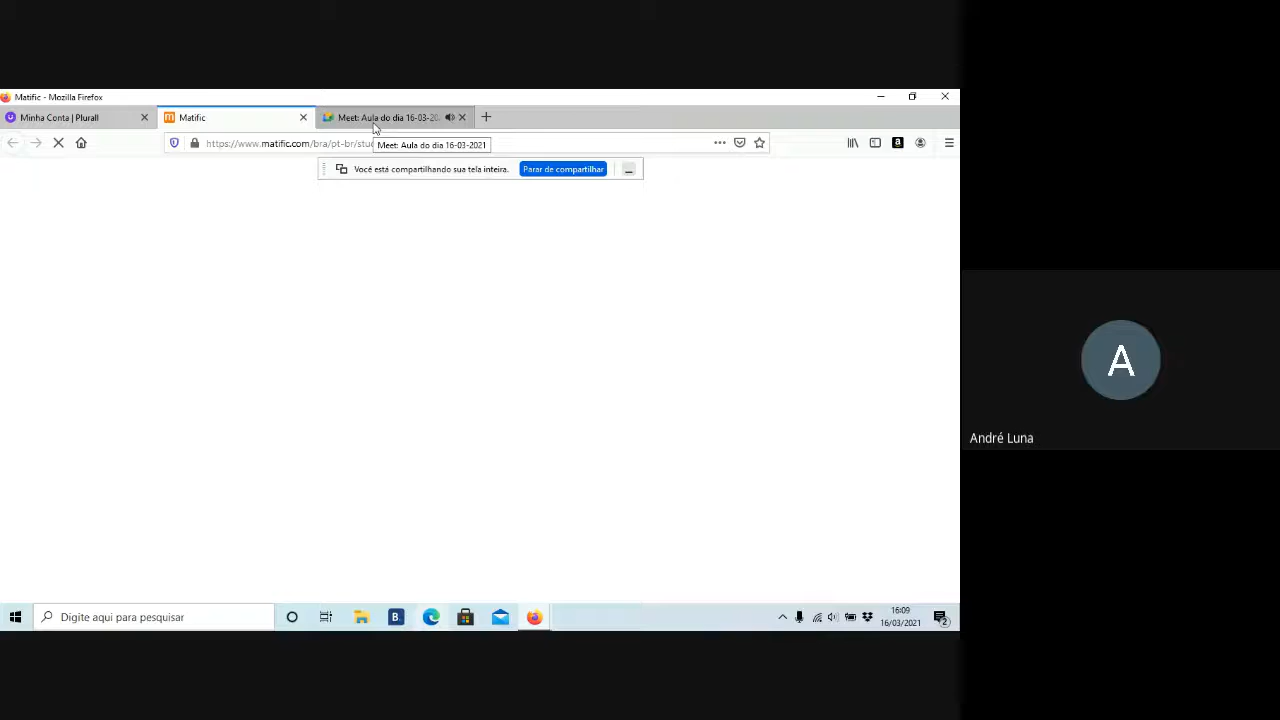 Matific - Mozilla Firefox
Minha Conta | Plurall
Matific
Meet: Aula do dia 16-03-20
https://www.matific.com/bra/pt-br/stu
Meet: Aula do dia 16-03-2021
Você está compartilhando sua tela inteira.
Parar de compartilhar
A
André Luna
Digite aqui para pesquisar
B.
a
16:09
16/03/2021
2